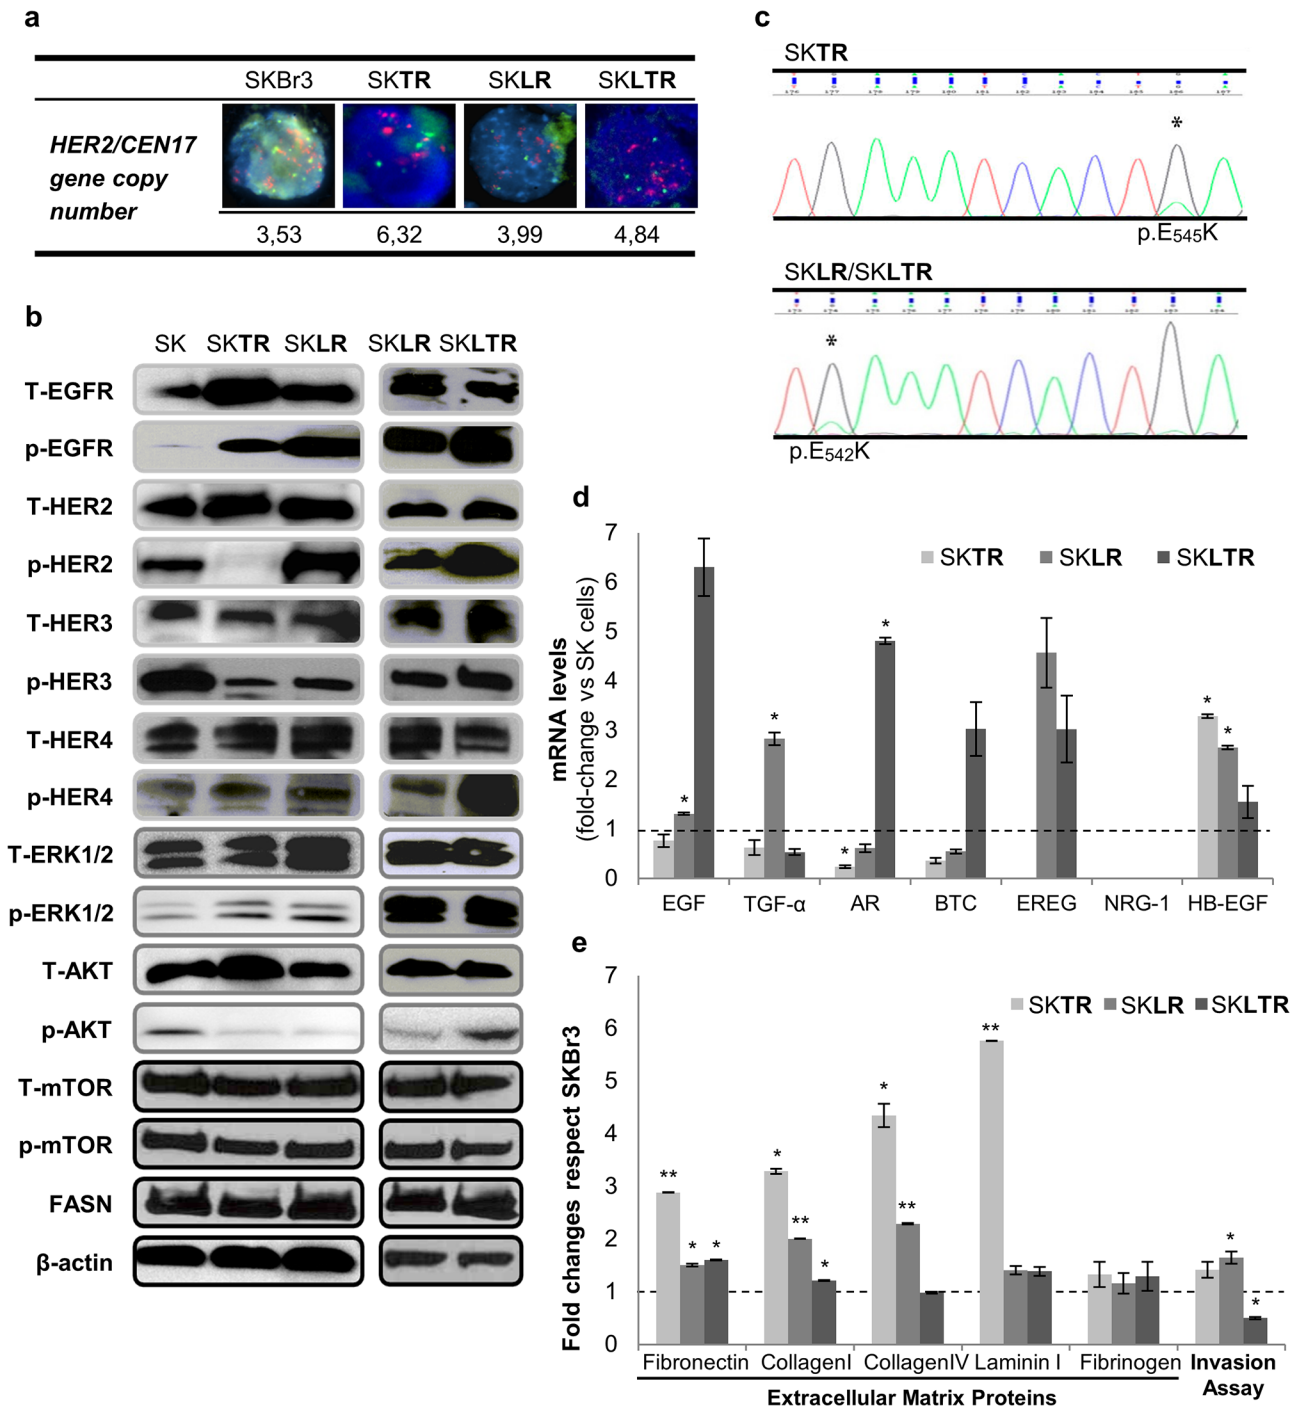 a
SKBr3 SKTR SKLR SKLTR
HER2/CEN17
gene copy
number
3,53 6,32 3,99 4,84
b
SK SKTR SKLR SKLR SKLTR
T-EGFR
p-EGFR
T-HER2
p-HER2
T-HER3
p-HER3
T-HER4
p-HER4
T-ERK1/2
p-ERK1/2
T-AKT
p-AKT
T-mTOR
p-mTOR
FASN
β-actin
c
SKTR
*
p.E545K
SKLR/SKLTR
*
p.E542K
d
mRNA levels
(fold-change vs SK cells)
7
6
5
4
3
2
1
0
SKTR SKLR SKLTR
* * * * * *
EGF TGF-α AR BTC EREG NRG-1 HB-EGF
e
Fold changes respect SKBr3
7
6
5
4
3
2
1
0
SKTR SKLR SKLTR
** * * * ** * * ** ** * *
Fibronectin CollagenI CollagenIV Laminin I Fibrinogen Invasion
Assay
Extracellular Matrix Proteins